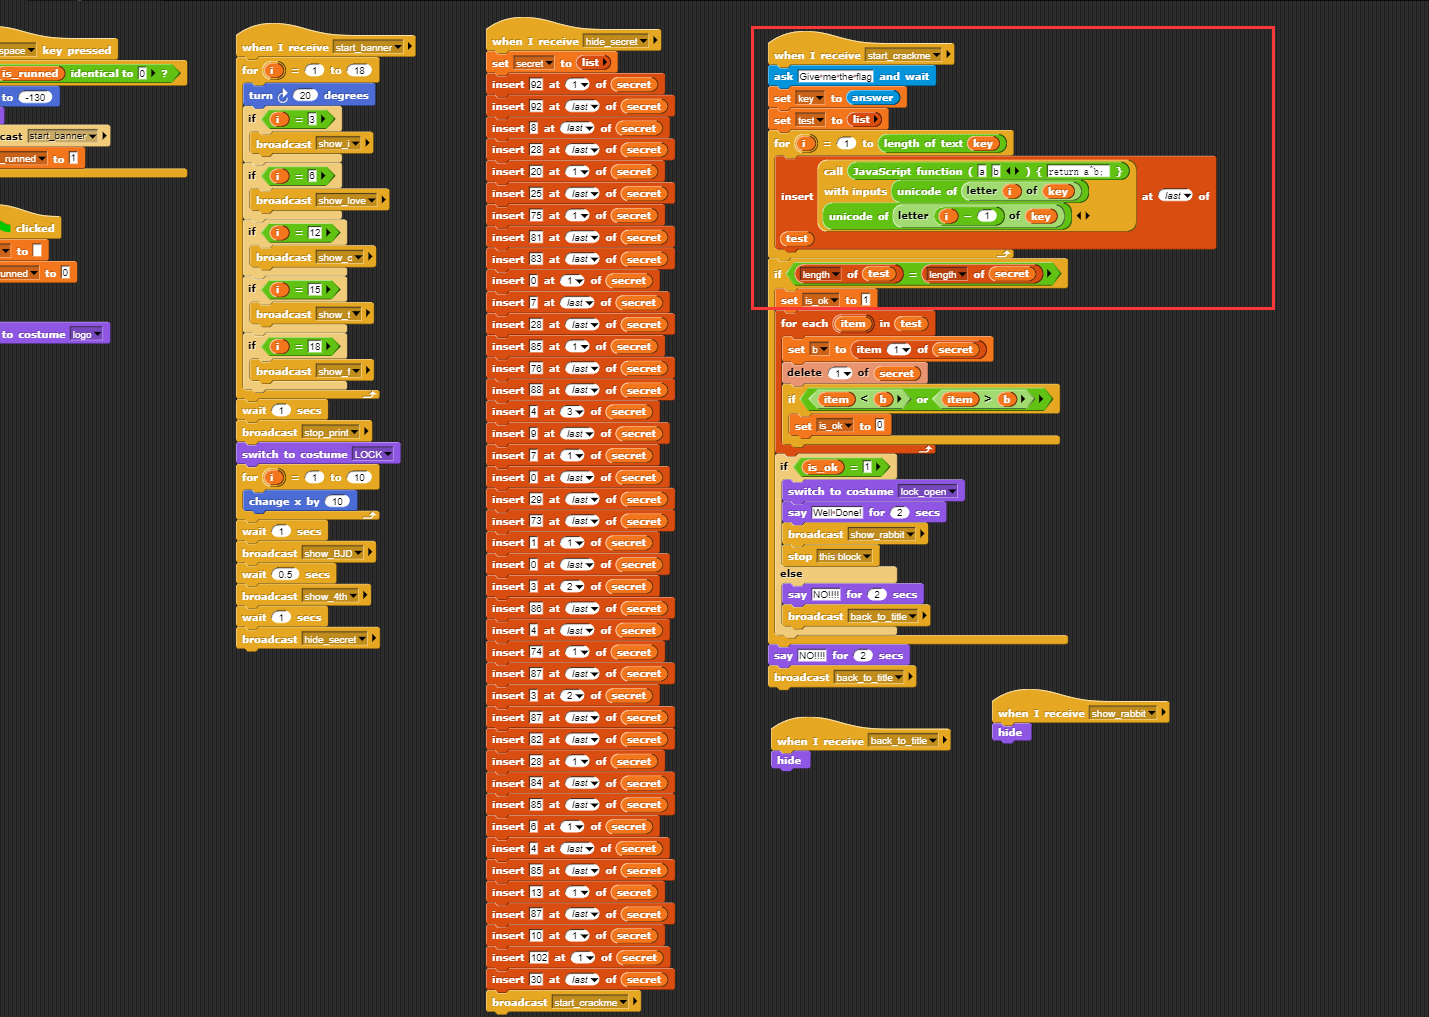 space key pressed
is_runned identical to 0 ?
to -130
cast start_banner
_runned to 1
clicked
to
unned to 0
to costume logo
when I receive start_banner
for i = 1 to 18
turn 20 degrees
if i = 3
broadcast show_i
if i = 6
broadcast show_love
if i = 12
broadcast show_c
if i = 15
broadcast show_t
if i = 18
broadcast show_f
wait 1 secs
broadcast stop_print
switch to costume LOCK
for i = 1 to 10
change x by 10
wait 1 secs
broadcast show_BJD
wait 0.5 secs
broadcast show_4th
wait 1 secs
broadcast hide_secret
when I receive hide_secret
set secret to list
insert 92 at 1 of secret
insert 92 at last of secret
insert 8 at last of secret
insert 28 at last of secret
insert 20 at 1 of secret
insert 25 at last of secret
insert 75 at 1 of secret
insert 81 at last of secret
insert 83 at last of secret
insert 0 at 1 of secret
insert 7 at last of secret
insert 28 at last of secret
insert 85 at 1 of secret
insert 76 at last of secret
insert 88 at last of secret
insert 4 at 3 of secret
insert 9 at last of secret
insert 7 at 1 of secret
insert 0 at last of secret
insert 29 at last of secret
insert 73 at last of secret
insert 1 at 1 of secret
insert 0 at last of secret
insert 3 at 2 of secret
insert 86 at last of secret
insert 4 at last of secret
insert 74 at 1 of secret
insert 87 at last of secret
insert 3 at 2 of secret
insert 87 at last of secret
insert 82 at last of secret
insert 28 at 1 of secret
insert 84 at last of secret
insert 85 at last of secret
insert 6 at 1 of secret
insert 4 at last of secret
insert 85 at last of secret
insert 13 at 1 of secret
insert 87 at last of secret
insert 10 at 1 of secret
insert 102 at 1 of secret
insert 30 at last of secret
broadcast start_crackme
when I receive start_crackme
ask Give·me·the·flag and wait
set key to answer
set test to list
for i = 1 to length of text key
call JavaScript function ( a b ) { return a^b; }
with inputs unicode of letter i of key
insert at last of
unicode of letter i - 1 of key
test
if length of test = length of secret
set is_ok to 1
for each item in test
set b to item 1 of secret
delete 1 of secret
if item < b or item > b
set is_ok to 0
if is_ok = 1
switch to costume lock_open
say Well·Done! for 2 secs
broadcast show_rabbit
stop this block
else
say NO!!!! for 2 secs
broadcast back_to_title
say NO!!!! for 2 secs
broadcast back_to_title
when I receive show_rabbit
hide
when I receive back_to_title
hide